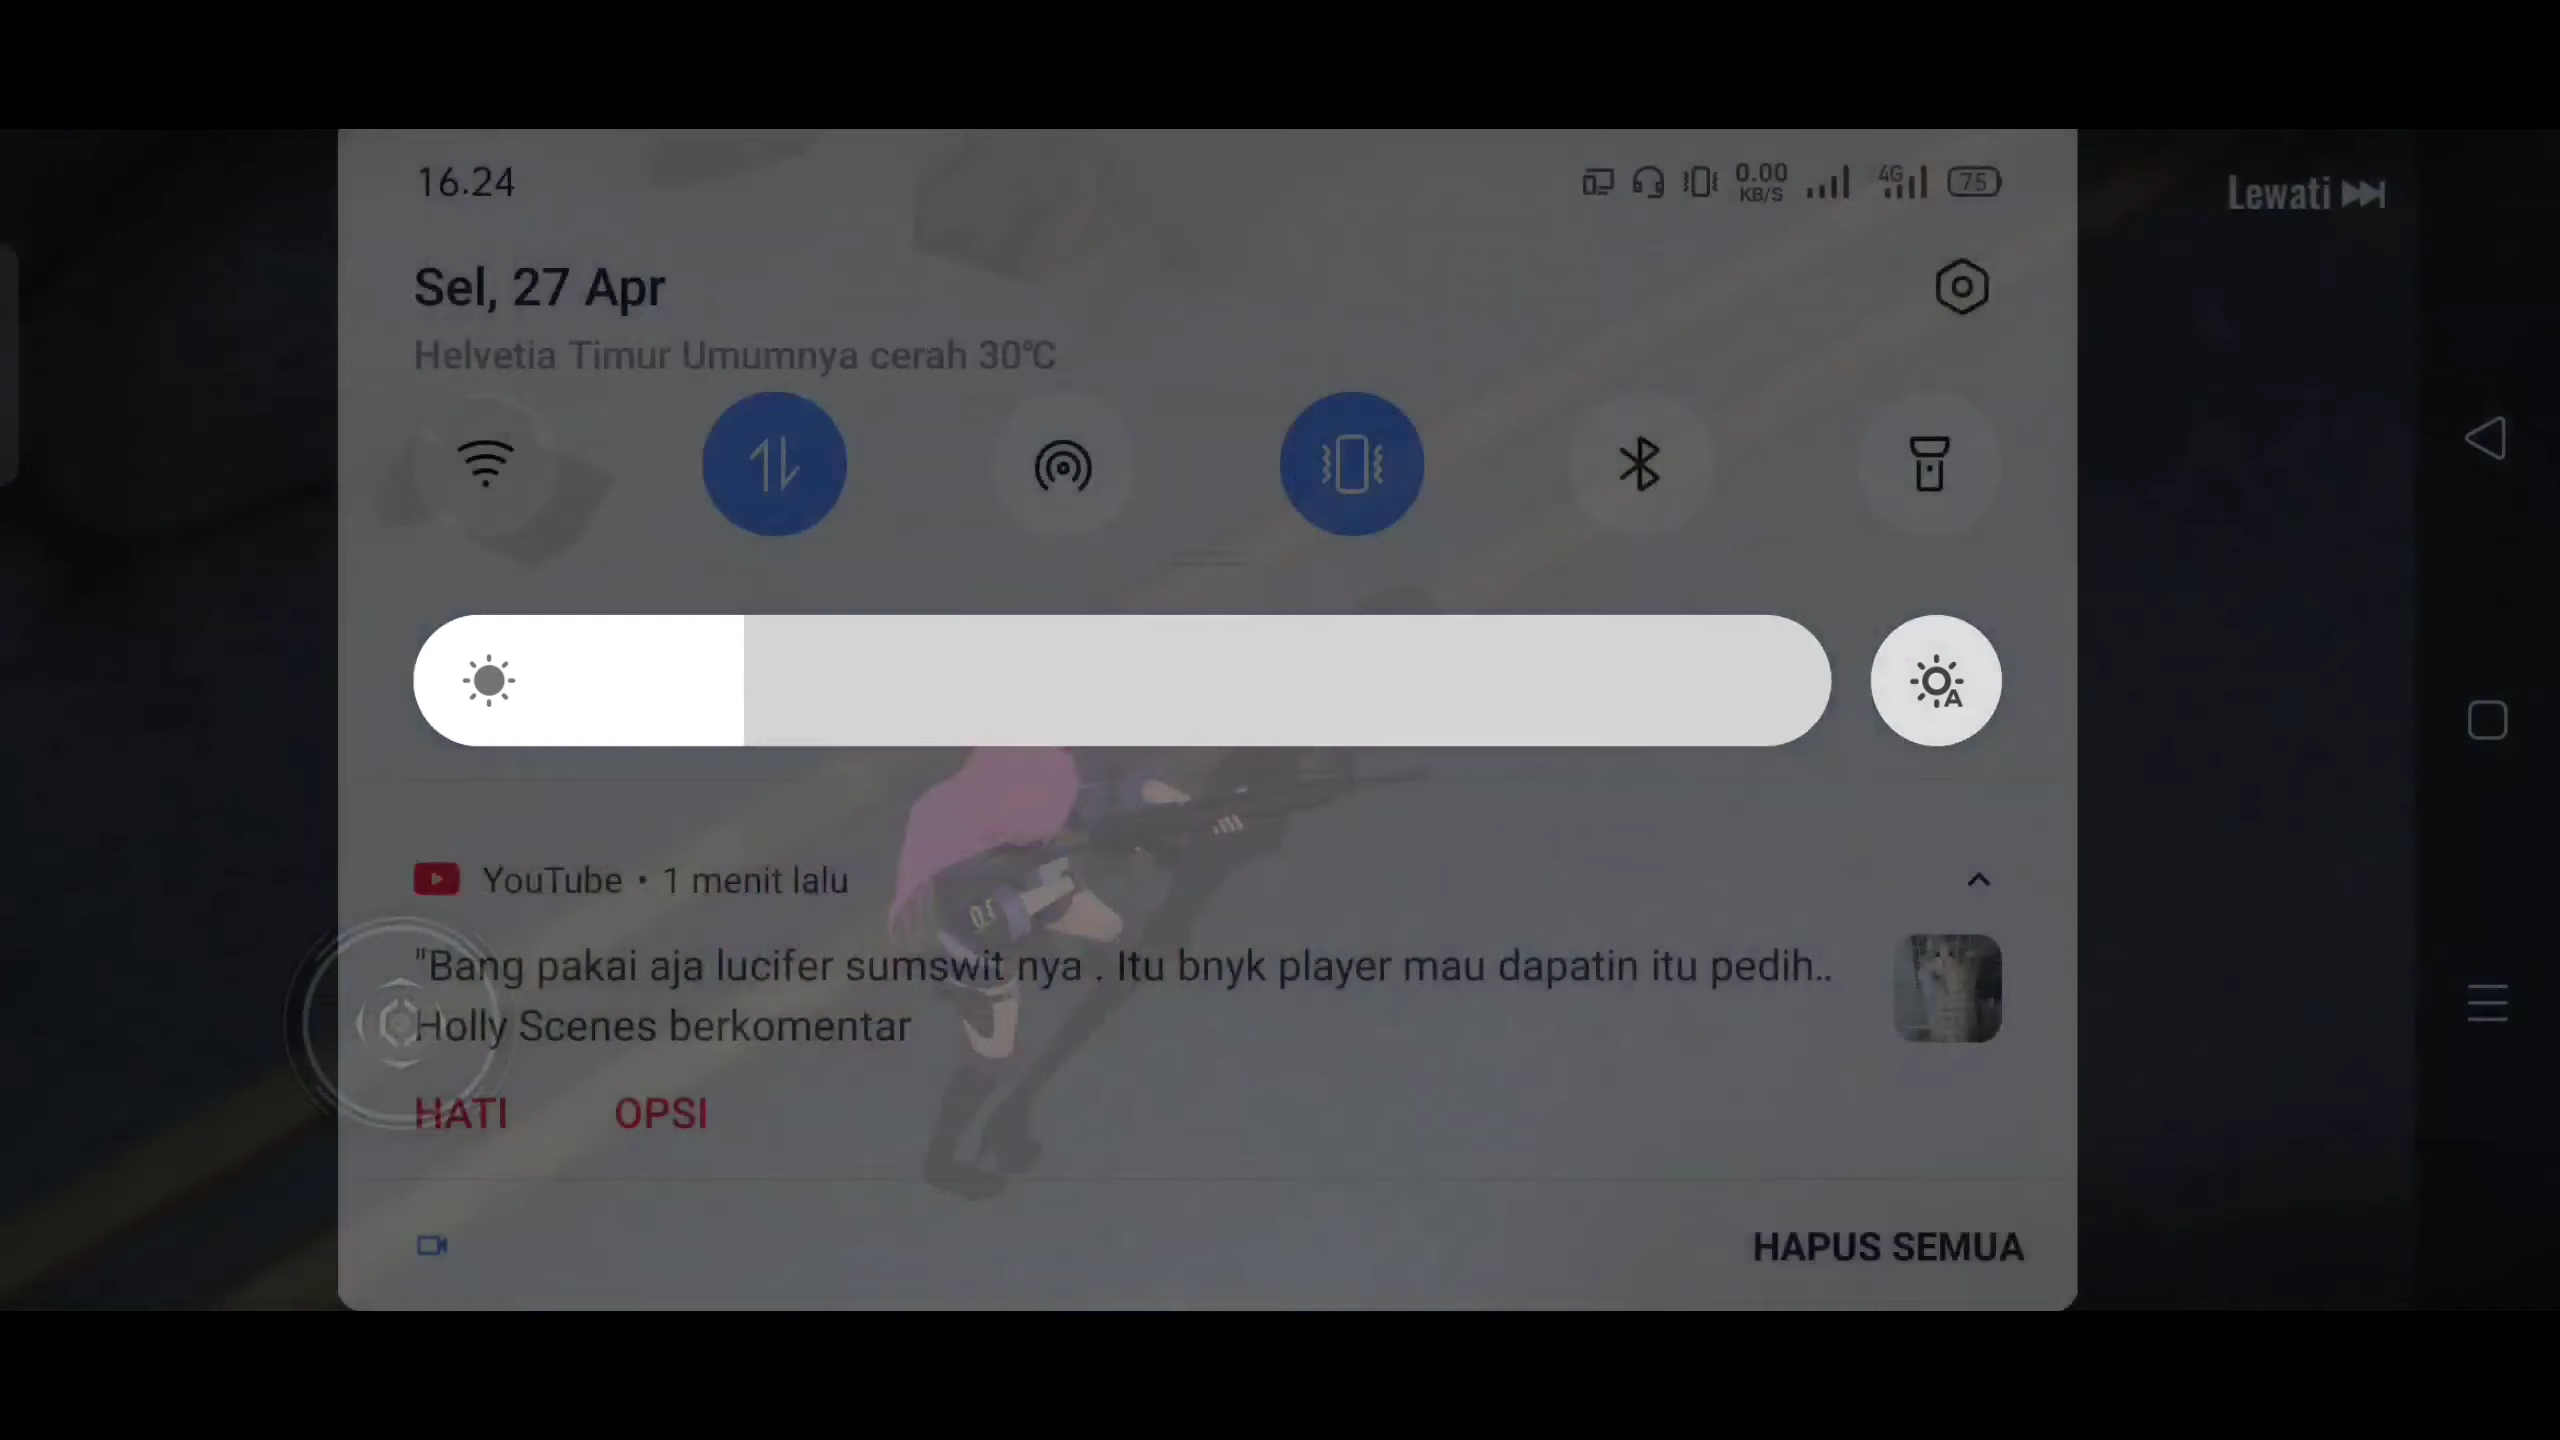 16.24
0.00
KB/S
4G
75
Lewati
Sel, 27 Apr
Helvetia Timur Umumnya cerah 30°C
A
YouTube • 1 menit lalu
"Bang pakai aja lucifer sumswit nya . Itu bnyk player mau dapatin itu pedih..
Holly Scenes berkomentar
HATI OPSI
HAPUS SEMUA